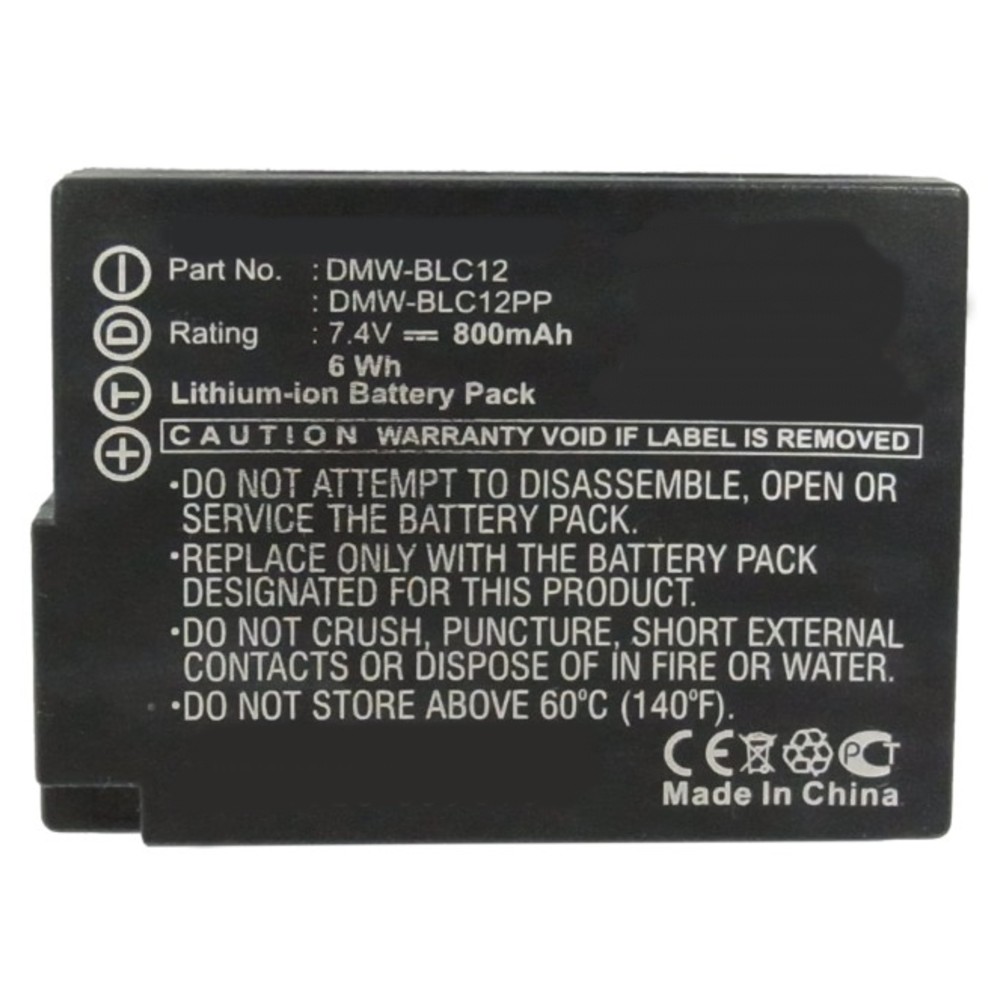 Part No. : DMW-BLC12
: DMW-BLC12PP
Rating : 7.4V ⎓ 800mAh
6 Wh
Lithium-ion Battery Pack
− D T +
CAUTION WARRANTY VOID IF LABEL IS REMOVED
·DO NOT ATTEMPT TO DISASSEMBLE, OPEN OR
SERVICE THE BATTERY PACK.
·REPLACE ONLY WITH THE BATTERY PACK
DESIGNATED FOR THIS PRODUCT.
·DO NOT CRUSH, PUNCTURE, SHORT EXTERNAL
CONTACTS OR DISPOSE OF IN FIRE OR WATER.
·DO NOT STORE ABOVE 60°C (140°F).
CE PCT
Made In China